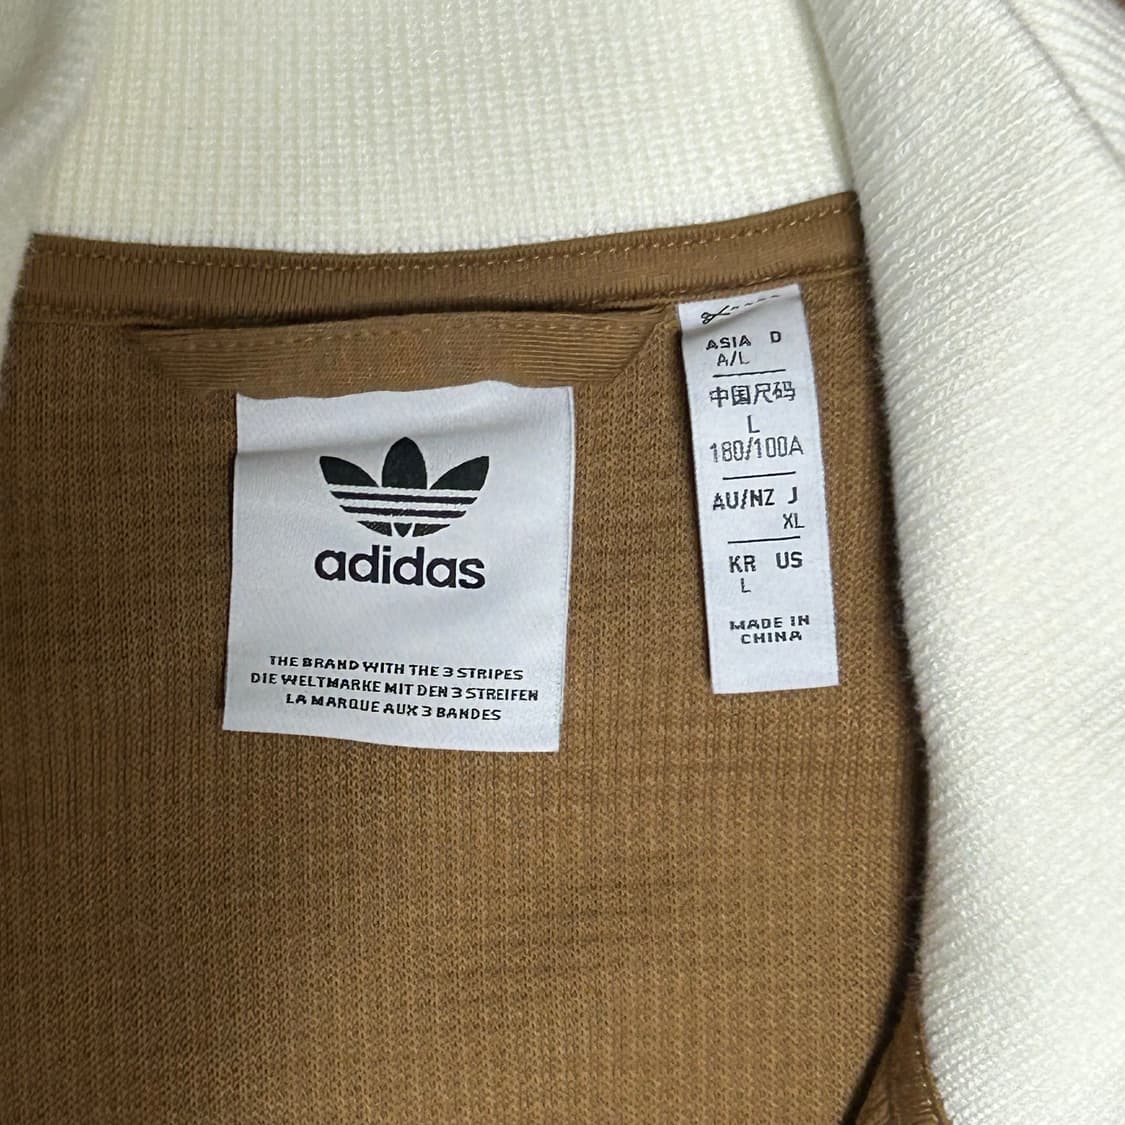 adidas
THE BRAND WITH THE 3 STRIPES
DIE WELTMARKE MIT DEN 3 STREIFEN
LA MARQUE AUX 3 BANDES
ASIA D
A/L
中国尺码
L
180/100A
AU/NZ J
XL
KR US
L
MADE IN
CHINA